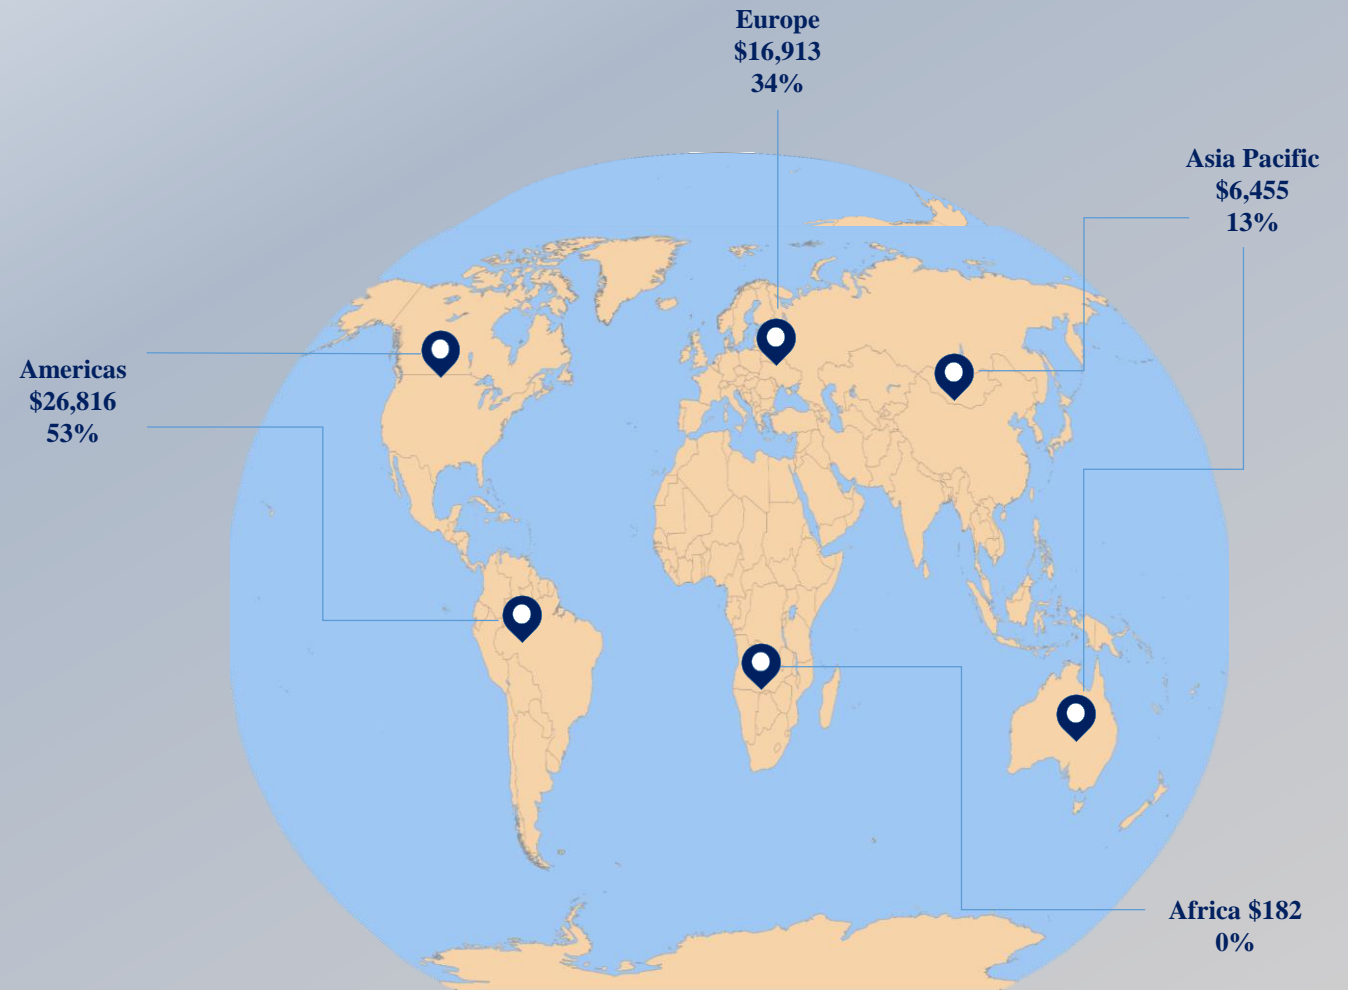 Europe
$16,913
34%
Asia Pacific
$6,455
13%
Americas
$26,816
53%
Africa $182
0%